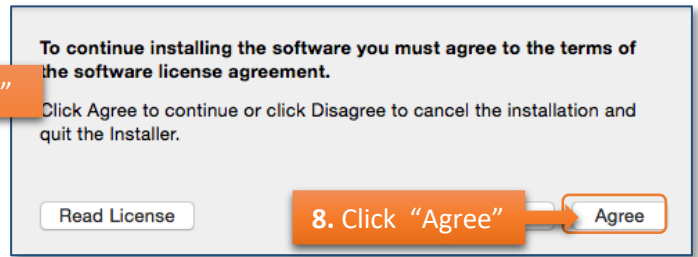 To continue installing the software you must agree to the terms of
the software license agreement.
”
Click Agree to continue or click Disagree to cancel the installation and
quit the Installer.
Read License
8. Click “Agree”
Agree